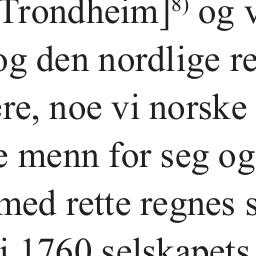 Trondheim]⁸⁾ og v
og den nordlige re
ere, noe vi norske
e menn for seg og
med rette regnes s
i 1760 selskapets